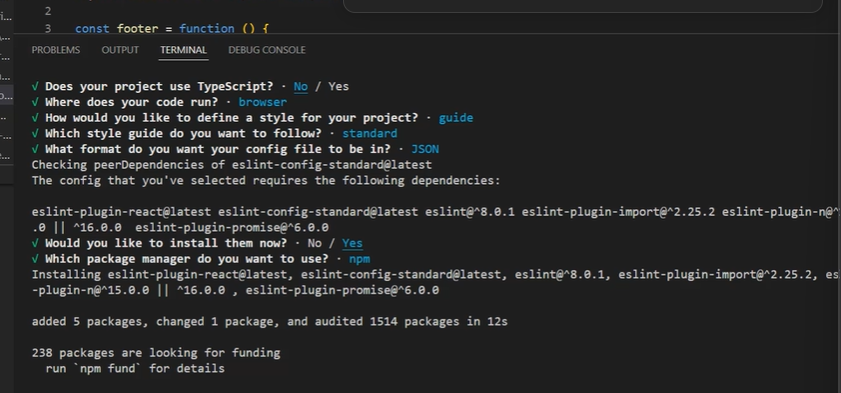 2
3 const footer = function () {
PROBLEMS OUTPUT TERMINAL DEBUG CONSOLE
√ Does your project use TypeScript? · No / Yes
√ Where does your code run? · browser
√ How would you like to define a style for your project? · guide
√ Which style guide do you want to follow? · standard
√ What format do you want your config file to be in? · JSON
Checking peerDependencies of eslint-config-standard@latest
The config that you've selected requires the following dependencies:
eslint-plugin-react@latest eslint-config-standard@latest eslint@^8.0.1 eslint-plugin-import@^2.25.2 eslint-plugin-n@^
.0 || ^16.0.0  eslint-plugin-promise@^6.0.0
√ Would you like to install them now? · No / Yes
√ Which package manager do you want to use? · npm
Installing eslint-plugin-react@latest, eslint-config-standard@latest, eslint@^8.0.1, eslint-plugin-import@^2.25.2, es
-plugin-n@^15.0.0 || ^16.0.0 , eslint-plugin-promise@^6.0.0
added 5 packages, changed 1 package, and audited 1514 packages in 12s
238 packages are looking for funding
run `npm fund` for details